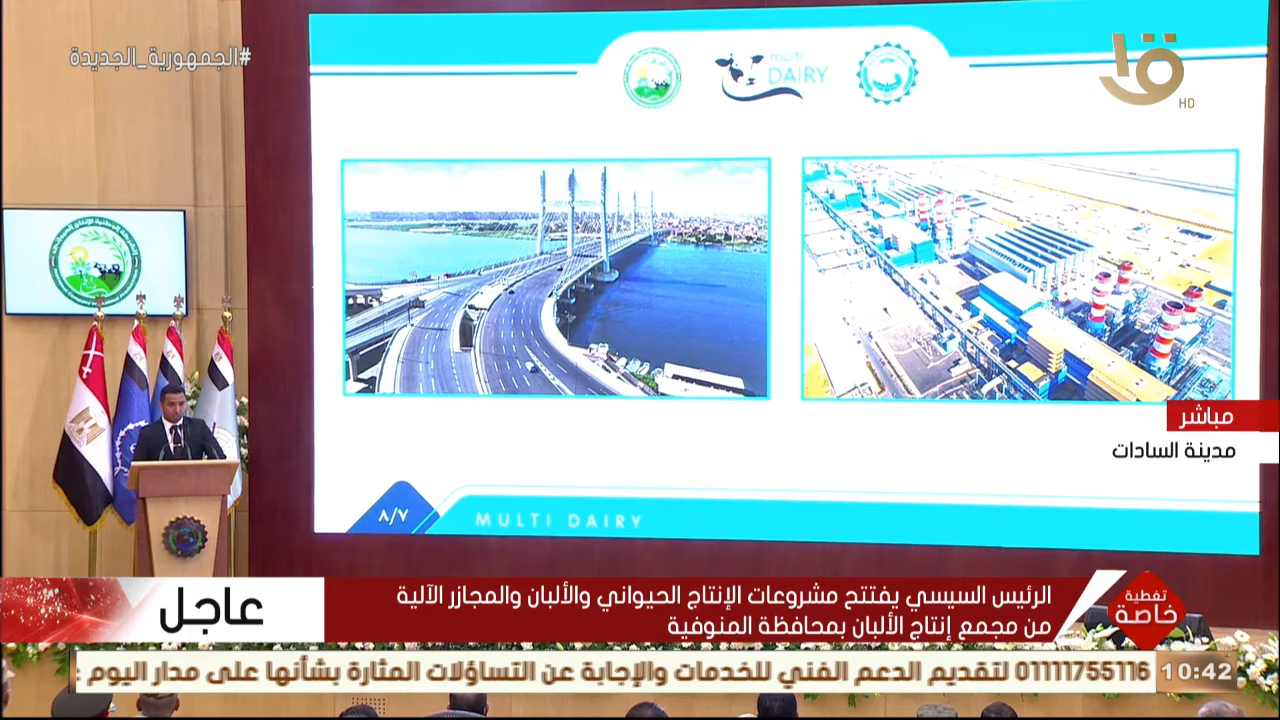 #الجمهورية_الجديدة
multi
DAIRY
HD
مباشر
مدينة السادات
٨/٧
MULTI DAIRY
عاجل
الرئيس السيسي يفتتح مشروعات الإنتاج الحيواني والألبان والمجازر الآلية
من مجمع إنتاج الألبان بمحافظة المنوفية
تغطية
خاصة
01111755116 لتقديم الدعم الفني للخدمات والإجابة عن التساؤلات المثارة بشأنها على مدار اليوم :
10:42